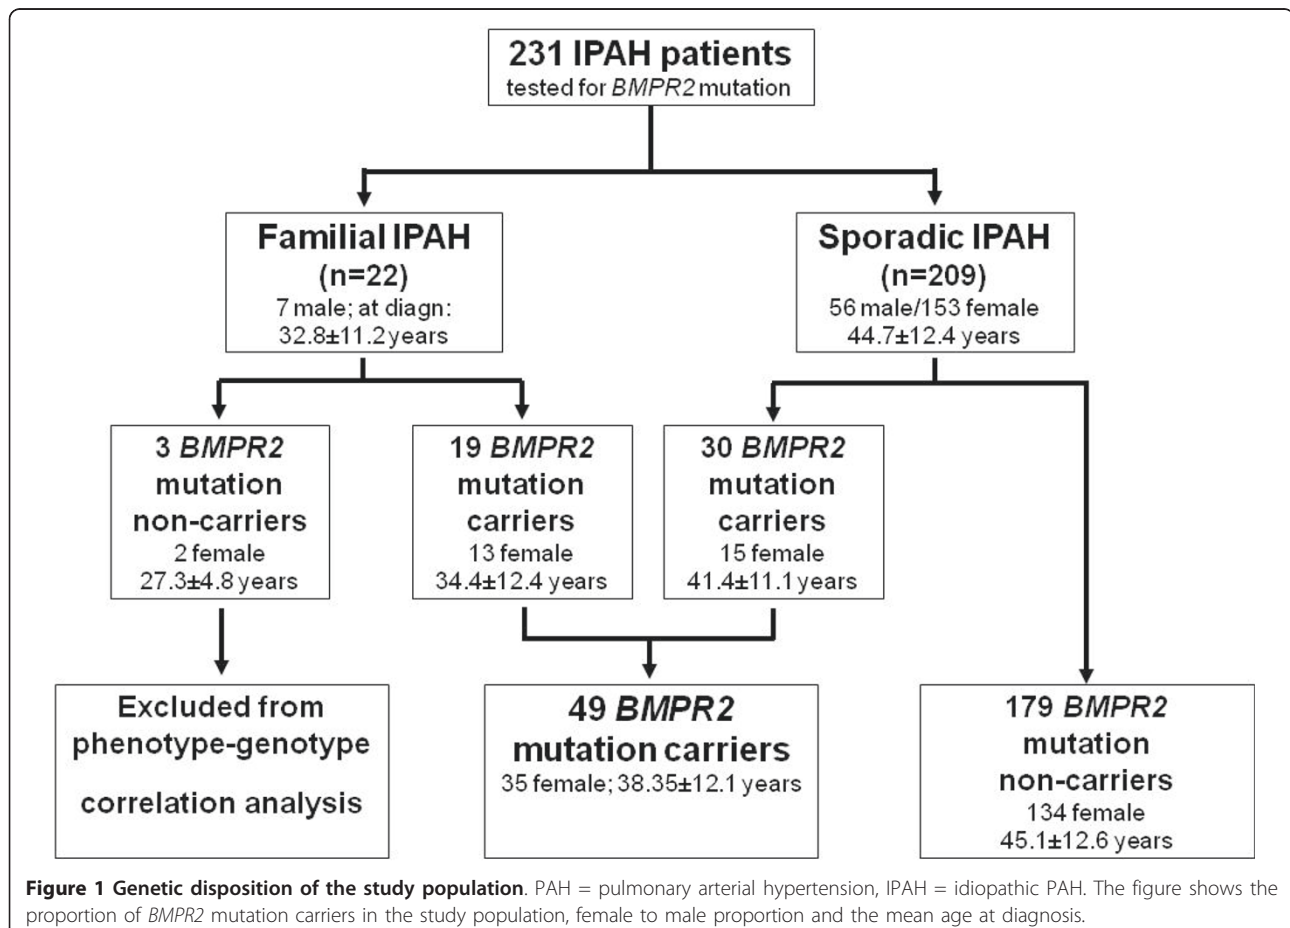 231 IPAH patients
tested for BMPR2 mutation
Familial IPAH
(n=22)
7 male; at diagn:
32.8±11.2 years
Sporadic IPAH
(n=209)
56 male/153 female
44.7±12.4 years
3 BMPR2
mutation
non-carriers
2 female
27.3±4.8 years
19 BMPR2
mutation
carriers
13 female
34.4±12.4 years
30 BMPR2
mutation
carriers
15 female
41.4±11.1 years
Excluded from
phenotype-genotype
correlation analysis
49 BMPR2
mutation carriers
35 female; 38.35±12.1 years
179 BMPR2
mutation
non-carriers
134 female
45.1±12.6 years
Figure 1 Genetic disposition of the study population. PAH = pulmonary arterial hypertension, IPAH = idiopathic PAH. The figure shows the
proportion of BMPR2 mutation carriers in the study population, female to male proportion and the mean age at diagnosis.